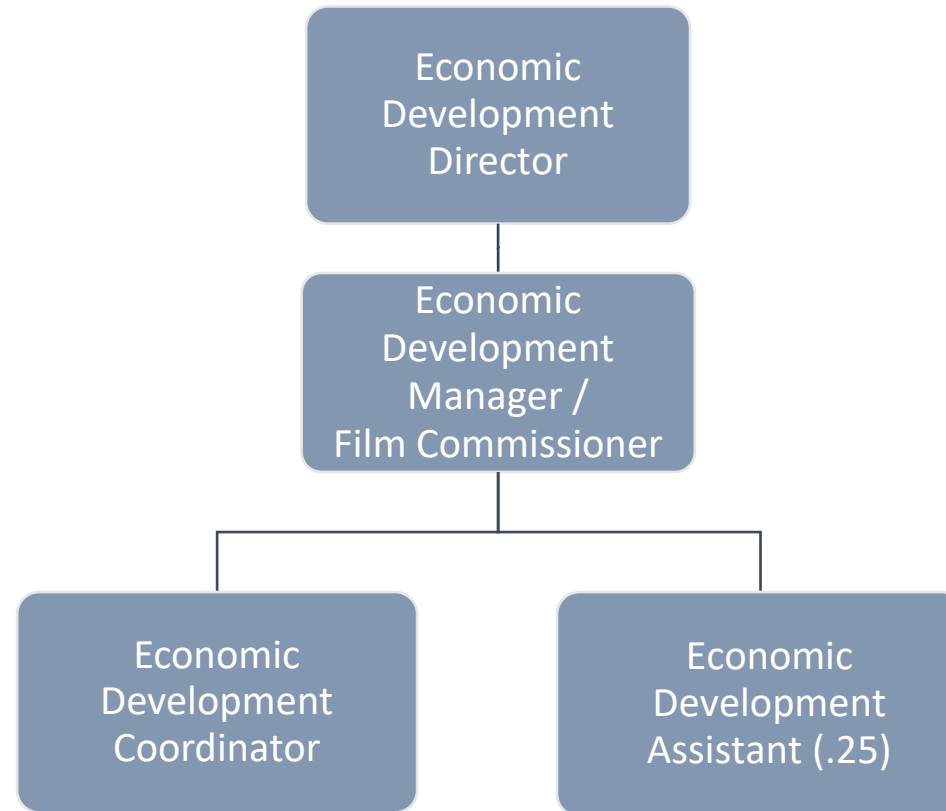 Economic
Development
Director
Economic
Development
Manager /
Film Commissioner
Economic
Development
Coordinator
Economic
Development
Assistant (.25)